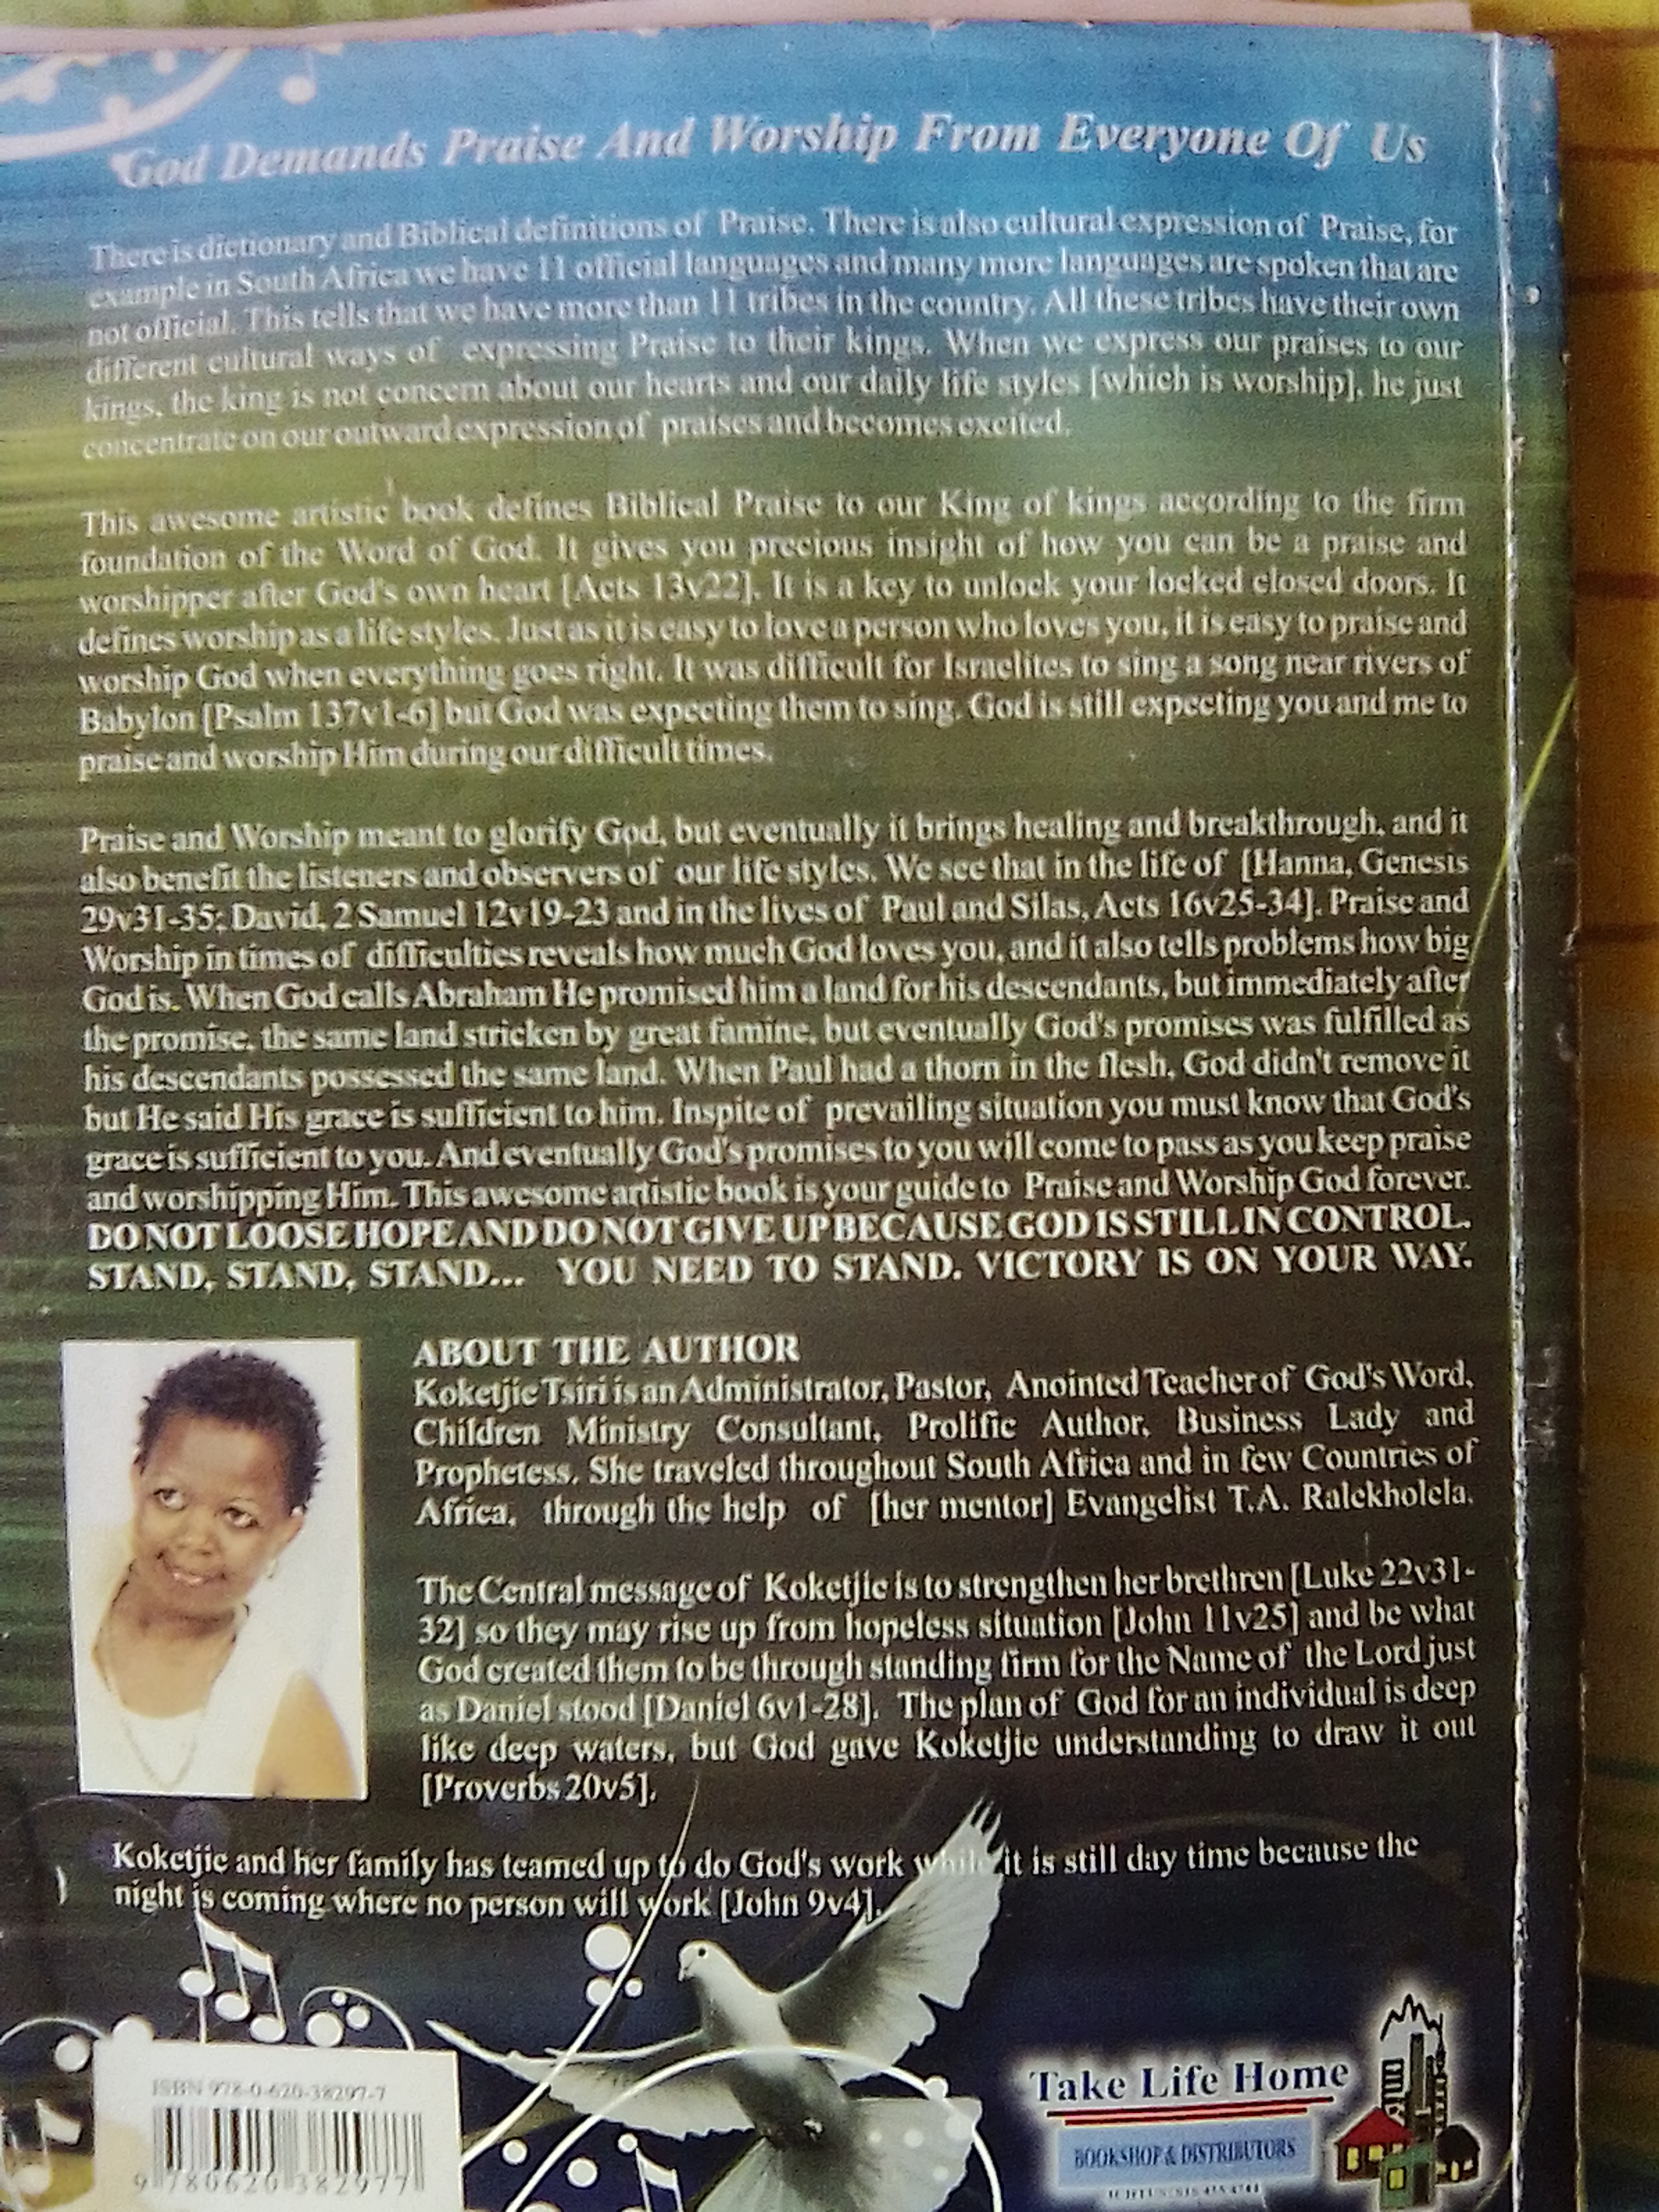 God Demands Praise And Worship From Everyone Of Us
There is dictionary and Biblical definitions of Praise. There is also cultural expression of Praise, for
example in South Africa we have 11 official languages and many more languages are spoken that are
not official. This tells that we have more than 11 tribes in the country. All these tribes have their own
different cultural ways of expressing Praise to their kings. When we express our praises to our
kings, the king is not concern about our hearts and our daily life styles [which is worship], he just
concentrate on our outward expression of praises and becomes excited.
This awesome artistic book defines Biblical Praise to our King of kings according to the firm
foundation of the Word of God. It gives you precious insight of how you can be a praise and
worshipper after God's own heart [Acts 13v22]. It is a key to unlock your locked closed doors. It
defines worship as a life styles. Just as it is easy to love a person who loves you, it is easy to praise and
worship God when everything goes right. It was difficult for Israelites to sing a song near rivers of
Babylon [Psalm 137v1-6] but God was expecting them to sing. God is still expecting you and me to
praise and worship Him during our difficult times.
Praise and Worship meant to glorify God, but eventually it brings healing and breakthrough, and it
also benefit the listeners and observers of our life styles. We see that in the life of [Hanna, Genesis
29v31-35; David, 2 Samuel 12v19-23 and in the lives of Paul and Silas, Acts 16v25-34]. Praise and
Worship in times of difficulties reveals how much God loves you, and it also tells problems how big
God is. When God calls Abraham He promised him a land for his descendants, but immediately after
the promise, the same land stricken by great famine, but eventually God's promises was fulfilled as
his descendants possessed the same land. When Paul had a thorn in the flesh, God didn't remove it
but He said His grace is sufficient to him. Inspite of prevailing situation you must know that God's
grace is sufficient to you. And eventually God's promises to you will come to pass as you keep praise
and worshipping Him. This awesome artistic book is your guide to Praise and Worship God forever.
DO NOT LOOSE HOPE AND DO NOT GIVE UP BECAUSE GOD IS STILL IN CONTROL.
STAND, STAND, STAND... YOU NEED TO STAND. VICTORY IS ON YOUR WAY.
ABOUT THE AUTHOR
Koketjie Tsiri is an Administrator, Pastor, Anointed Teacher of God's Word,
Children Ministry Consultant, Prolific Author, Business Lady and
Prophetess. She traveled throughout South Africa and in few Countries of
Africa, through the help of [her mentor] Evangelist T.A. Ralekholela.
The Central message of Koketjie is to strengthen her brethren [Luke 22v31-
32] so they may rise up from hopeless situation [John 11v25] and be what
God created them to be through standing firm for the Name of the Lord just
as Daniel stood [Daniel 6v1-28]. The plan of God for an individual is deep
like deep waters, but God gave Koketjie understanding to draw it out
[Proverbs 20v5].
Koketjie and her family has teamed up to do God's work while it is still day time because the
night is coming where no person will work [John 9v4].
ISBN 978-0-620-38297-7
9 780620 382977
Take Life Home
BOOKSHOP & DISTRIBUTORS